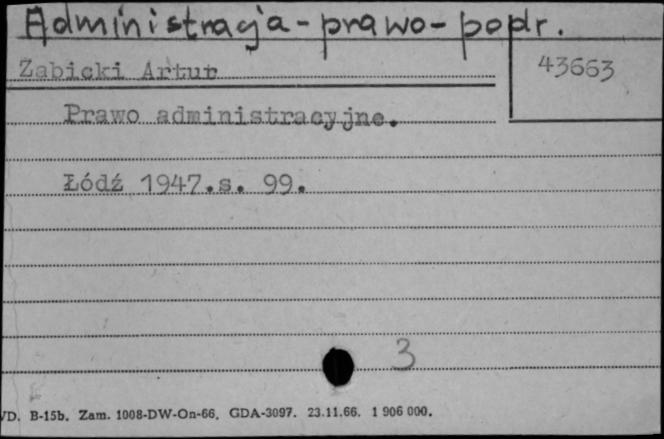 Administracja - prawo - podr.
43663
Zabicki Artur
Prawo administracyjne.
Łódź 1947.s. 99.
3
D. B-15b. Zam. 1008-DW-On-66. GDA-3097. 23.11.66. 1 906 000.